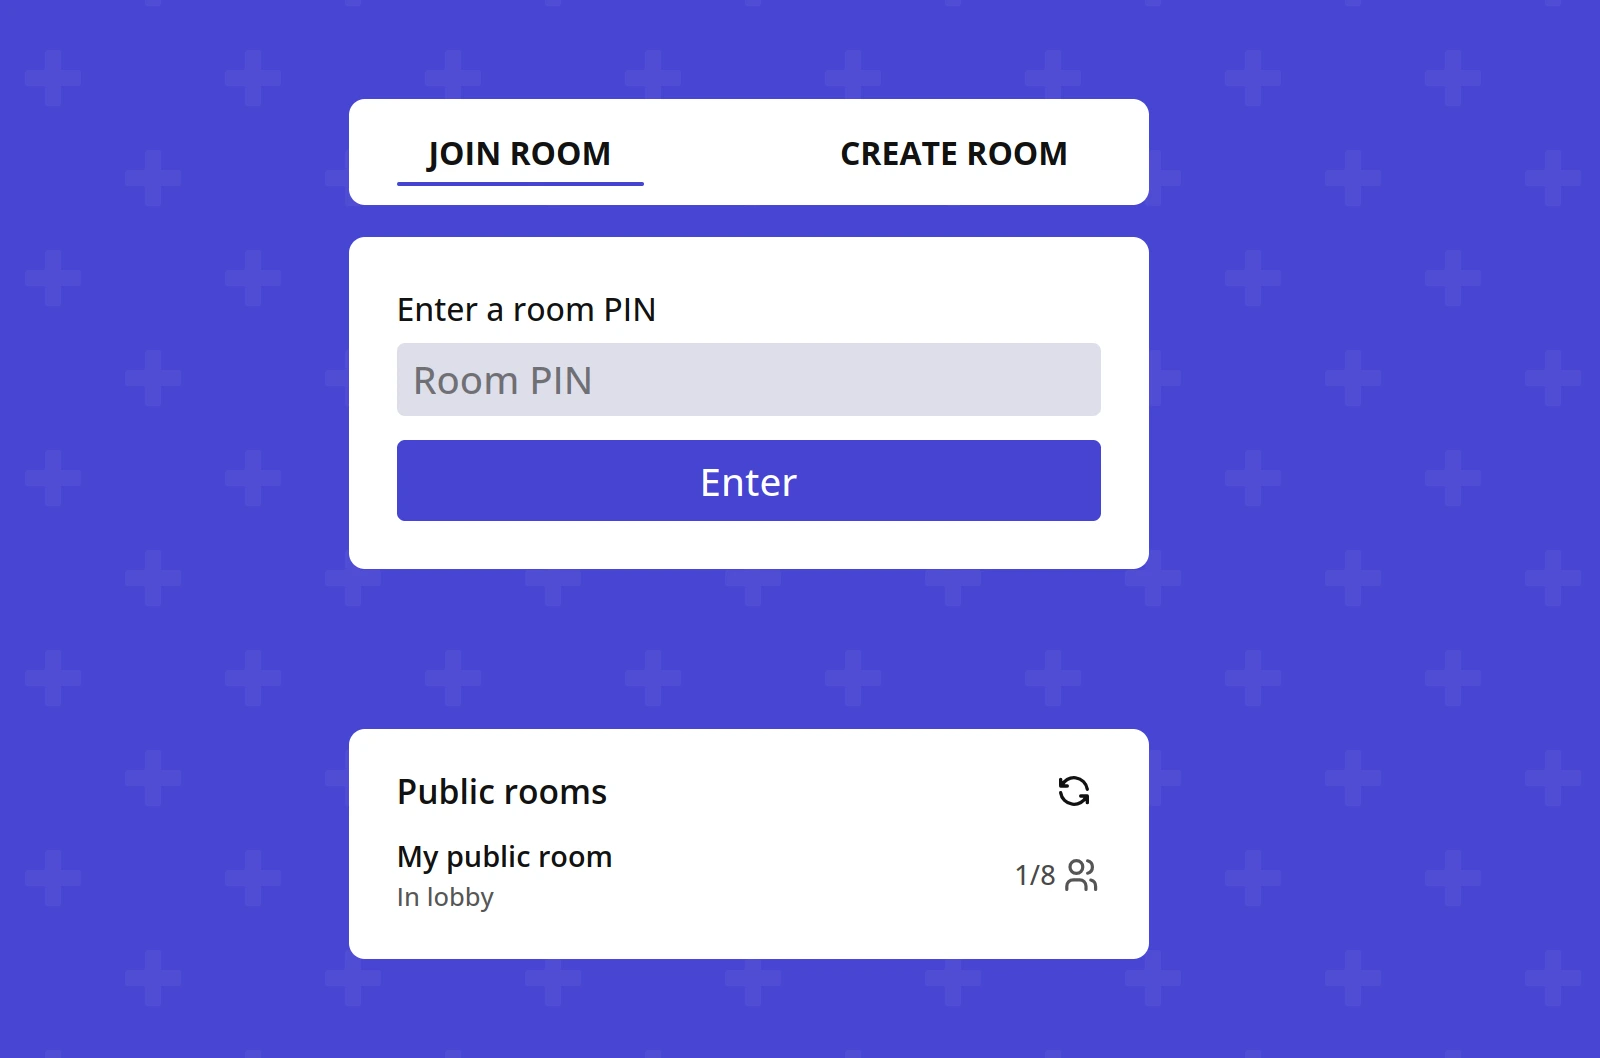 JOIN ROOM
CREATE ROOM
Enter a room PIN
Room PIN
Enter
Public rooms
My public room
In lobby
1/8